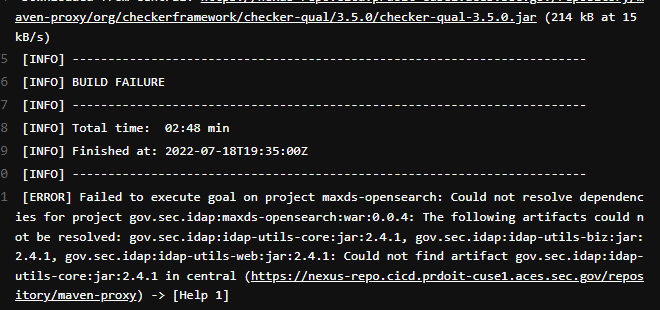 aven-proxy/org/checkerframework/checker-qual/3.5.0/checker-qual-3.5.0.jar (214 kB at 15
kB/s)
5 [INFO] ------------------------------------------------------------------------
6 [INFO] BUILD FAILURE
7 [INFO] ------------------------------------------------------------------------
8 [INFO] Total time:  02:48 min
9 [INFO] Finished at: 2022-07-18T19:35:00Z
0 [INFO] ------------------------------------------------------------------------
1 [ERROR] Failed to execute goal on project maxds-opensearch: Could not resolve dependenc
ies for project gov.sec.idap:maxds-opensearch:war:0.0.4: The following artifacts could n
ot be resolved: gov.sec.idap:idap-utils-core:jar:2.4.1, gov.sec.idap:idap-utils-biz:jar:
2.4.1, gov.sec.idap:idap-utils-web:jar:2.4.1: Could not find artifact gov.sec.idap:idap-
utils-core:jar:2.4.1 in central (https://nexus-repo.cicd.prdoit-cuse1.aces.sec.gov/repos
itory/maven-proxy) -> [Help 1]